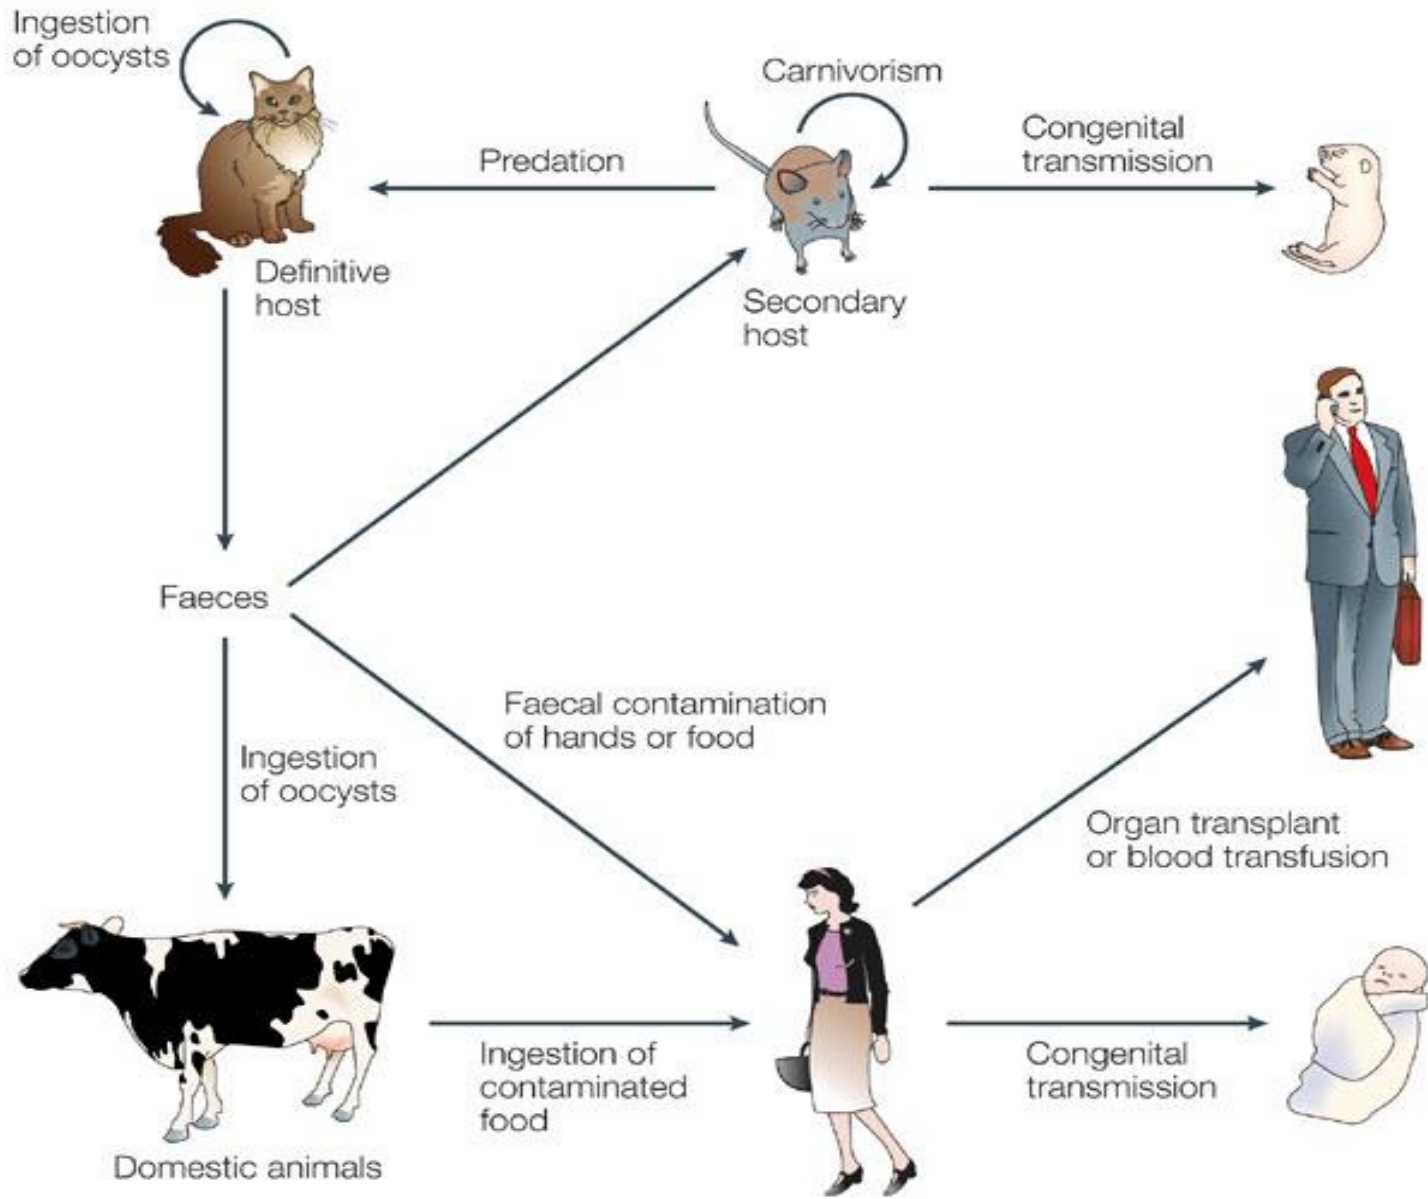 Ingestion
of oocysts
Carnivorism
Congenital
transmission
Predation
Definitive
host
Secondary
host
Faeces
Faecal contamination
of hands or food
Ingestion
of oocysts
Organ transplant
or blood transfusion
Ingestion of
contaminated
food
Congenital
transmission
Domestic animals